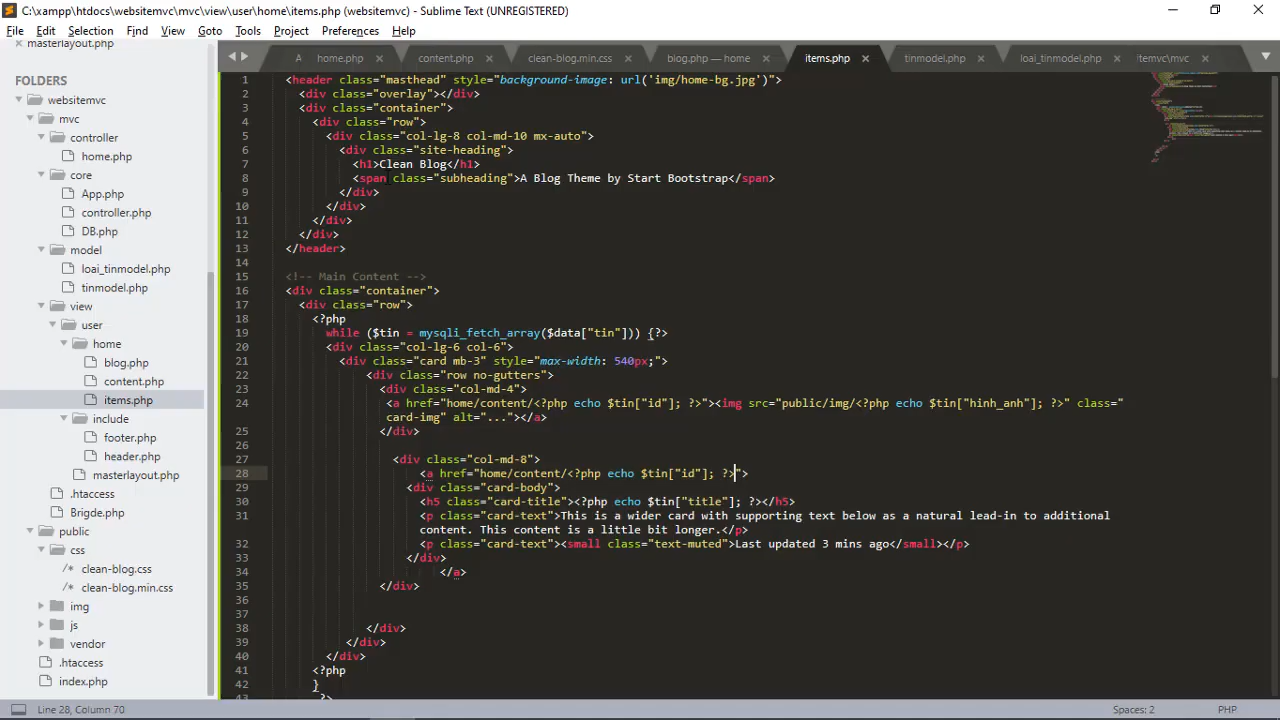 C:\xampp\htdocs\websitemvc\mvc\view\user\home\items.php (websitemvc) - Sublime Text (UNREGISTERED)
File Edit Selection Find View Goto Tools Project Preferences Help
masterlayout.php
FOLDERS
websitemvc
mvc
controller
home.php
core
App.php
controller.php
DB.php
model
loai_tinmodel.php
tinmodel.php
view
user
home
blog.php
content.php
items.php
include
footer.php
header.php
masterlayout.php
.htaccess
Brigde.php
public
css
clean-blog.css
clean-blog.min.css
img
js
vendor
.htaccess
index.php
A home.php content.php clean-blog.min.css blog.php — home items.php tinmodel.php loai_tinmodel.php !temvc\mvc
1 <header class="masthead" style="background-image: url('img/home-bg.jpg')">
2 <div class="overlay"></div>
3 <div class="container">
4 <div class="row">
5 <div class="col-lg-8 col-md-10 mx-auto">
6 <div class="site-heading">
7 <h1>Clean Blog</h1>
8 <span class="subheading">A Blog Theme by Start Bootstrap</span>
9 </div>
10 </div>
11 </div>
12 </div>
13 </header>
14
15 <!-- Main Content -->
16 <div class="container">
17 <div class="row">
18 <?php
19 while ($tin = mysqli_fetch_array($data["tin"])) {?>
20 <div class="col-lg-6 col-6">
21 <div class="card mb-3" style="max-width: 540px;">
22 <div class="row no-gutters">
23 <div class="col-md-4">
24 <a href="home/content/<?php echo $tin["id"]; ?>"><img src="public/img/<?php echo $tin["hinh_anh"]; ?>" class="
card-img" alt="..."></a>
25 </div>
26
27 <div class="col-md-8">
28 <a href="home/content/<?php echo $tin["id"]; ?>">
29 <div class="card-body">
30 <h5 class="card-title"><?php echo $tin["title"]; ?></h5>
31 <p class="card-text">This is a wider card with supporting text below as a natural lead-in to additional
content. This content is a little bit longer.</p>
32 <p class="card-text"><small class="text-muted">Last updated 3 mins ago</small></p>
33 </div>
34 </a>
35 </div>
36
37
38 </div>
39 </div>
40 </div>
41 <?php
42 }
43 ?>
Line 28, Column 70
Spaces: 2
PHP